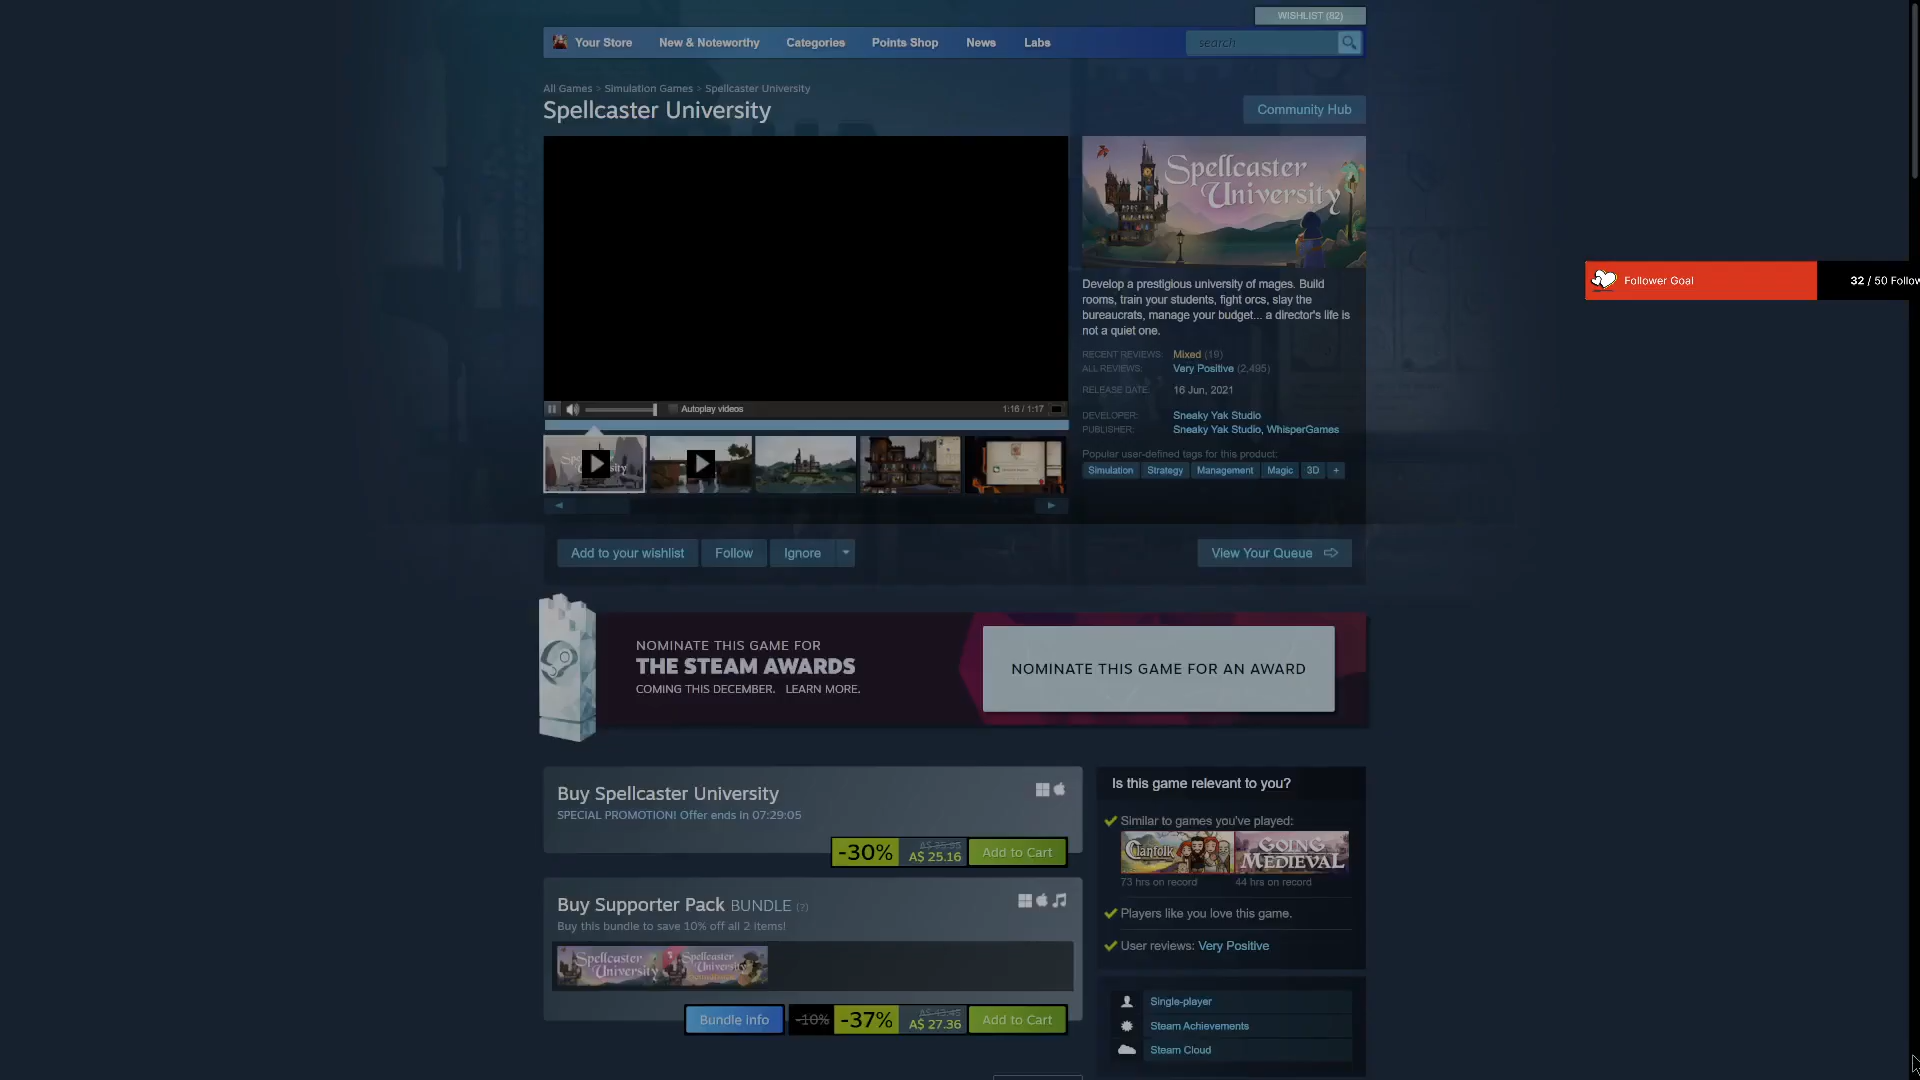 WISHLIST (82)
Your Store
New & Noteworthy
Categories
Points Shop
News
Labs
search
All Games > Simulation Games > Spellcaster University
Spellcaster University
Community Hub
Spellcaster
University
Develop a prestigious university of mages. Build
rooms, train your students, fight orcs, slay the
bureaucrats, manage your budget... a director's life is
not a quiet one.
RECENT REVIEWS: Mixed (19)
ALL REVIEWS: Very Positive (2,495)
RELEASE DATE: 16 Jun, 2021
DEVELOPER: Sneaky Yak Studio
PUBLISHER: Sneaky Yak Studio, WhisperGames
Popular user-defined tags for this product:
Simulation Strategy Management Magic 3D +
Autoplay videos
1:16 / 1:17
Follower Goal
32 / 50 Follow
Add to your wishlist
Follow
Ignore
View Your Queue
NOMINATE THIS GAME FOR
THE STEAM AWARDS
COMING THIS DECEMBER. LEARN MORE.
NOMINATE THIS GAME FOR AN AWARD
Buy Spellcaster University
SPECIAL PROMOTION! Offer ends in 07:29:05
-30%
A$ 25.16
Add to Cart
Buy Supporter Pack BUNDLE (?)
Buy this bundle to save 10% off all 2 items!
Spellcaster
University
Spellcaster
University
Bundle info
-10%
-37%
A$ 27.36
Add to Cart
Is this game relevant to you?
Similar to games you've played:
Clanfolk
GOING
MEDIEVAL
73 hrs on record
44 hrs on record
Players like you love this game.
User reviews: Very Positive
Single-player
Steam Achievements
Steam Cloud